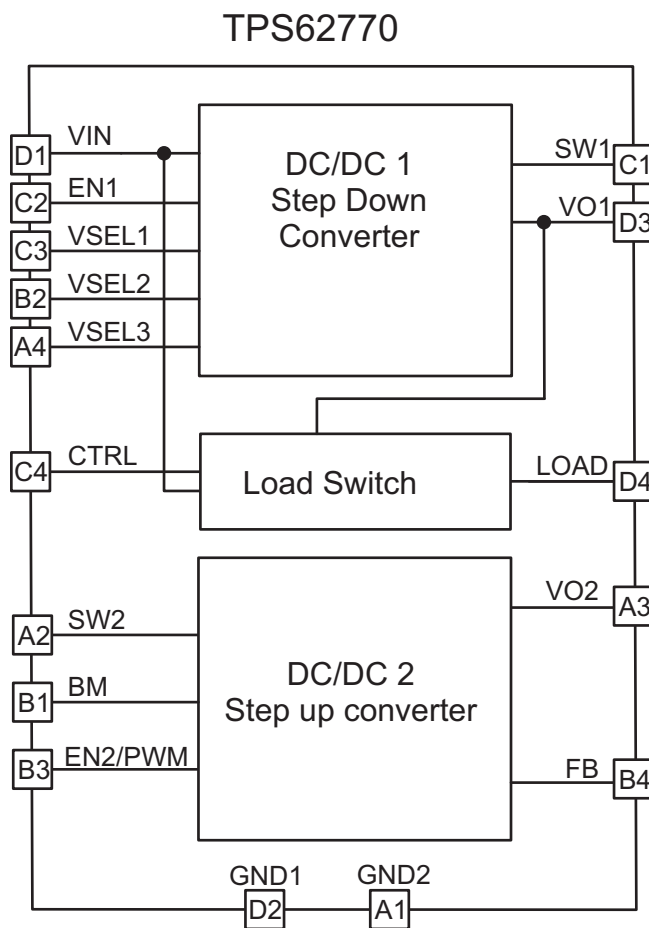 TPS62770
D1 VIN
C2 EN1
C3 VSEL1
B2 VSEL2
A4 VSEL3
DC/DC 1
Step Down
Converter
SW1 C1
VO1 D3
C4 CTRL
Load Switch
LOAD D4
A2 SW2
B1 BM
B3 EN2/PWM
DC/DC 2
Step up converter
VO2 A3
FB B4
GND1
D2
GND2
A1